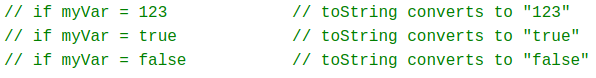 // if myVar = 123           // toString converts to "123"
// if myVar = true          // toString converts to "true"
// if myVar = false         // toString converts to "false"